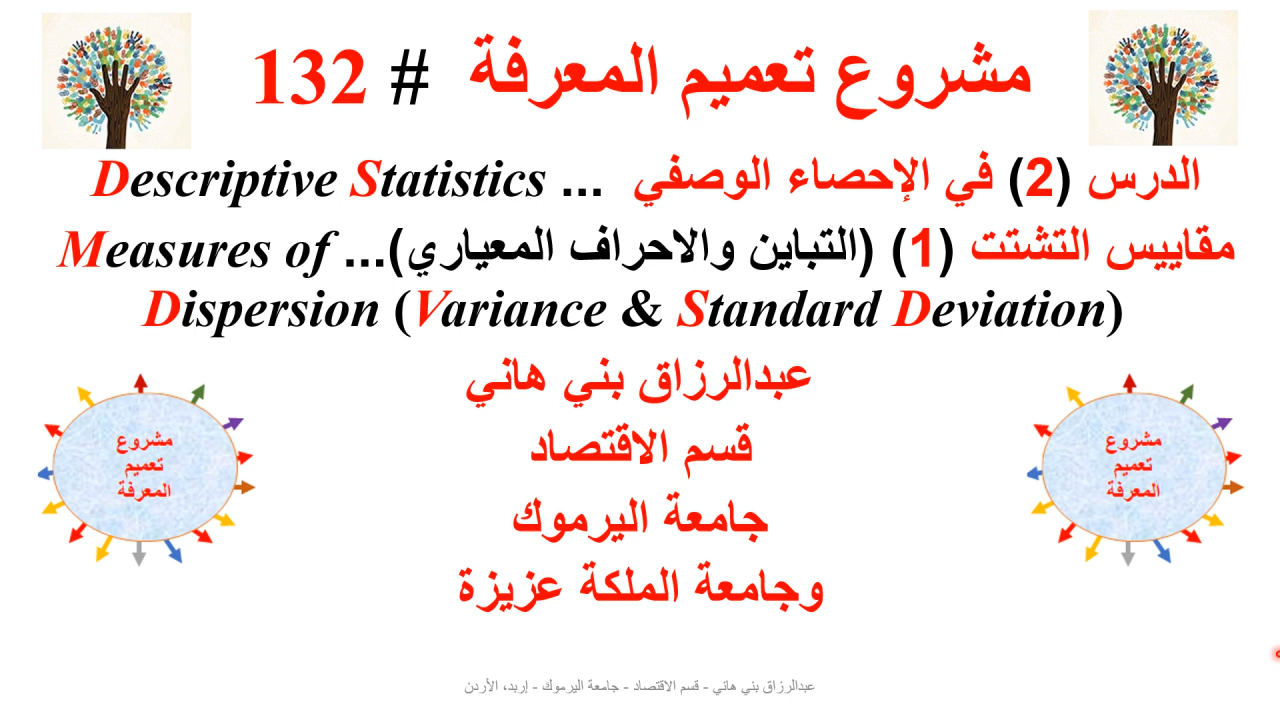 مشروع تعميم المعرفة # 132
الدرس (2) في الإحصاء الوصفي ... Descriptive Statistics
مقاييس التشتت (1) (التباين والاحراف المعياري)... Measures of
Dispersion (Variance & Standard Deviation)
عبدالرزاق بني هاني
قسم الاقتصاد
جامعة اليرموك
وجامعة الملكة عزيزة
مشروع
تعميم
المعرفة
مشروع
تعميم
المعرفة
عبدالرزاق بني هاني - قسم الاقتصاد - جامعة اليرموك - إربد، الأردن